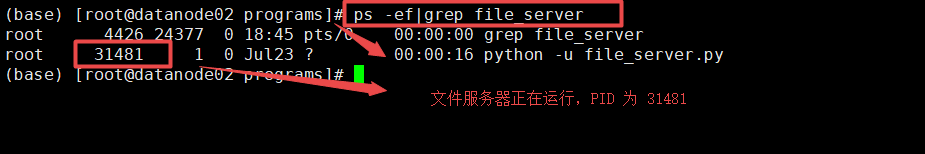 (base) [root@datanode02 programs]# ps -ef|grep file_server
root 4426 24377 0 18:45 pts/0 00:00:00 grep file_server
root 31481 1 0 Jul23 ? 00:00:16 python -u file_server.py
(base) [root@datanode02 programs]#
文件服务器正在运行，PID 为 31481